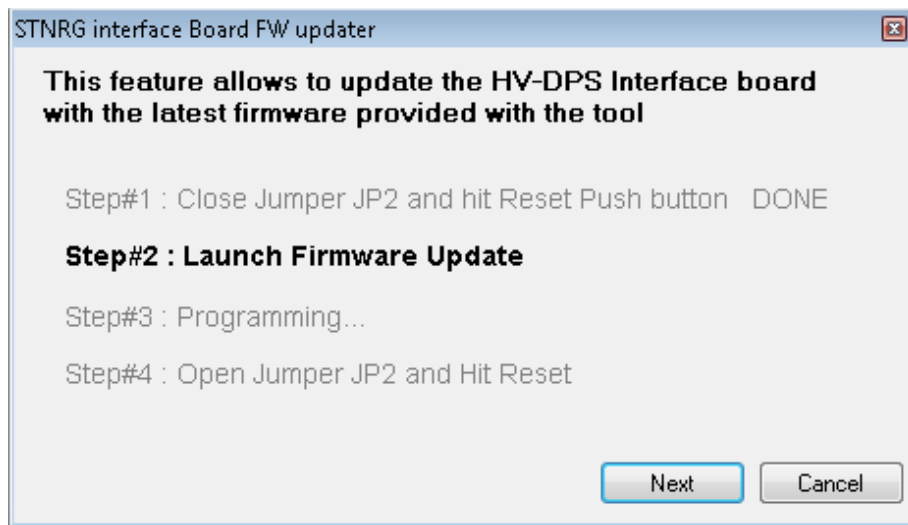 STNRG interface Board FW updater
This feature allows to update the HV-DPS Interface board
with the latest firmware provided with the tool
Step#1 : Close Jumper JP2 and hit Reset Push button DONE
Step#2 : Launch Firmware Update
Step#3 : Programming...
Step#4 : Open Jumper JP2 and Hit Reset
Next Cancel